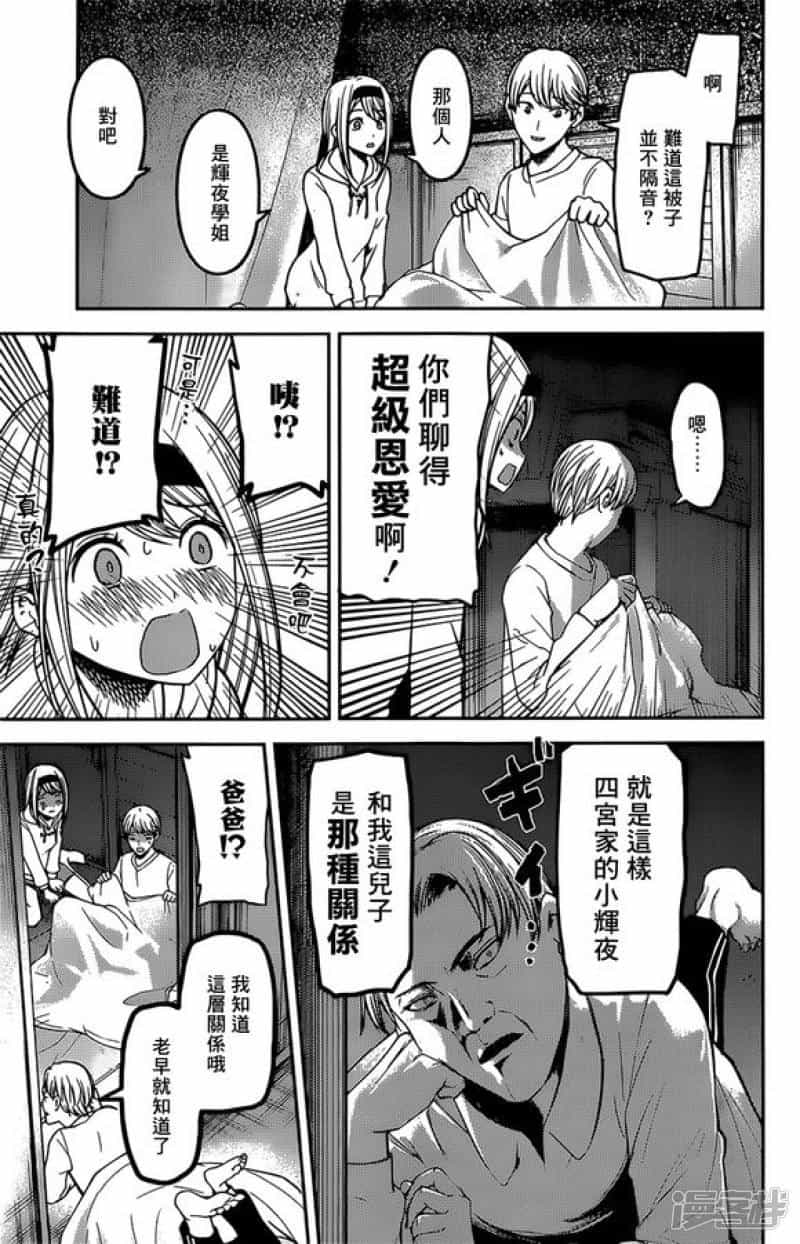 啊
難道這被子
並不隔音?
那個人
是輝夜學姐
對吧
嗯……
你們聊得
超級恩愛啊!
咦!?
難道!?
可是…
不會吧
真的?
就是這樣
四宮家的小輝夜
和我這兒子
是那種關係
ギシ
爸爸!?
我知道
這層關係哦
老早就知道了
漫客栈